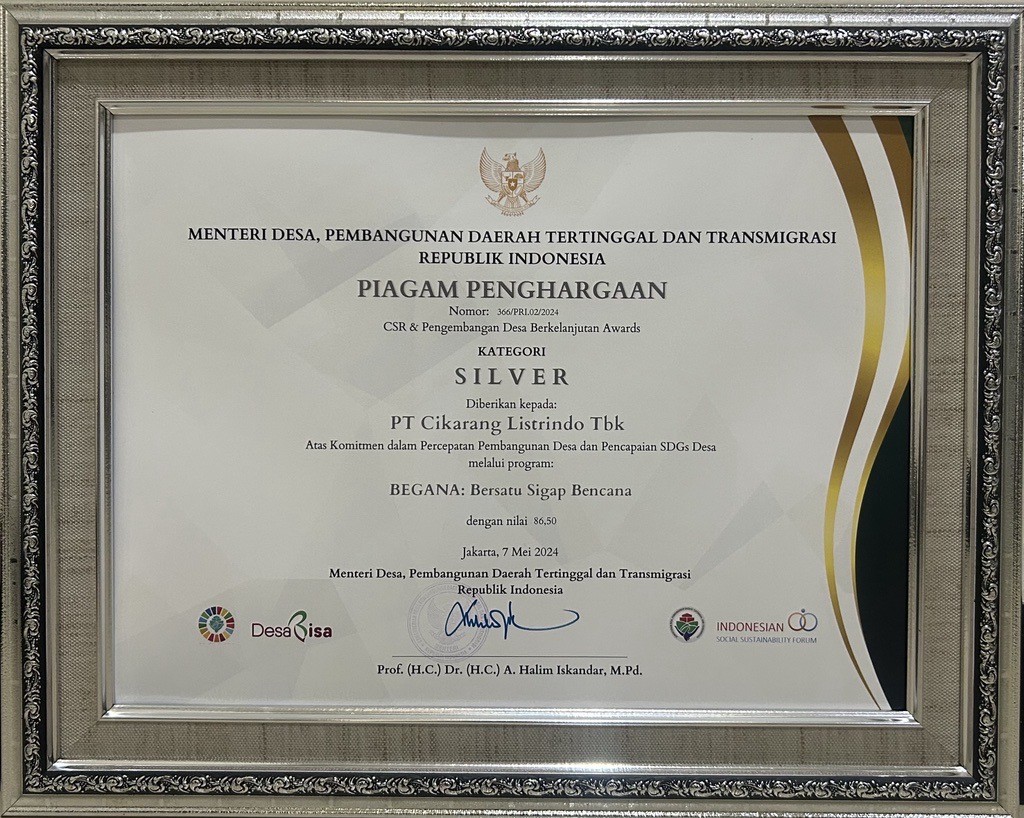 MENTERI DESA, PEMBANGUNAN DAERAH TERTINGGAL DAN TRANSMIGRASI
REPUBLIK INDONESIA
PIAGAM PENGHARGAAN
Nomor: 366/PRI.02/2024
CSR & Pengembangan Desa Berkelanjutan Awards
KATEGORI
SILVER
Diberikan kepada:
PT Cikarang Listrindo Tbk
Atas Komitmen dalam Percepatan Pembangunan Desa dan Pencapaian SDGs Desa
melalui program:
BEGANA: Bersatu Sigap Bencana
dengan nilai 86,50
Jakarta, 7 Mei 2024
Menteri Desa, Pembangunan Daerah Tertinggal dan Transmigrasi
Republik Indonesia
DesaBisa
INDONESIAN
SOCIAL SUSTAINABILITY FORUM
Prof. (H.C.) Dr. (H.C.) A. Halim Iskandar, M.Pd.